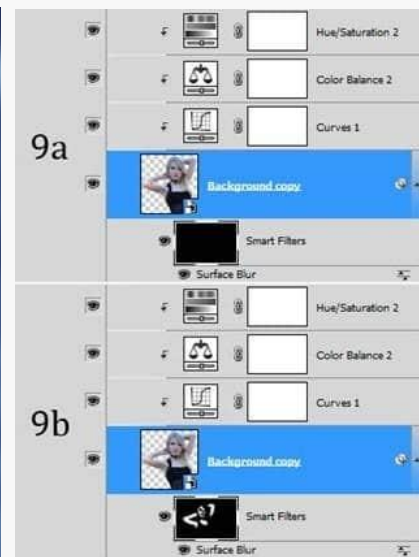 9a
Hue/Saturation 2
Color Balance 2
Curves 1
Background copy
Smart Filters
Surface Blur
9b
Hue/Saturation 2
Color Balance 2
Curves 1
Background copy
Smart Filters
Surface Blur